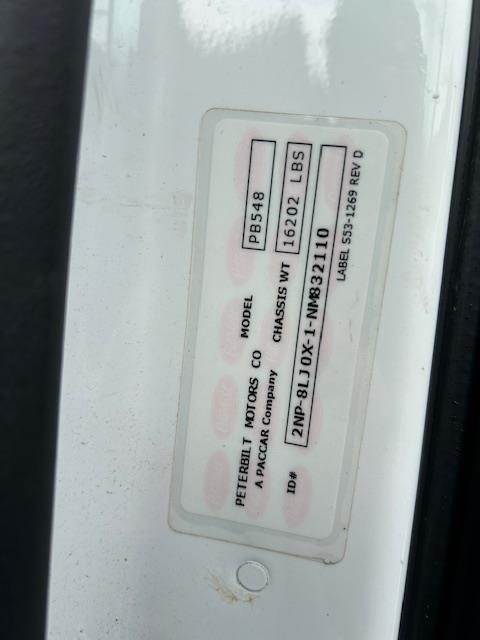 PETERBILT MOTORS CO MODEL PB548
A PACCAR Company CHASSIS WT 16202 LBS
ID# 2NP-8LJ0X-1-NM832110
LABEL S53-1269 REV D